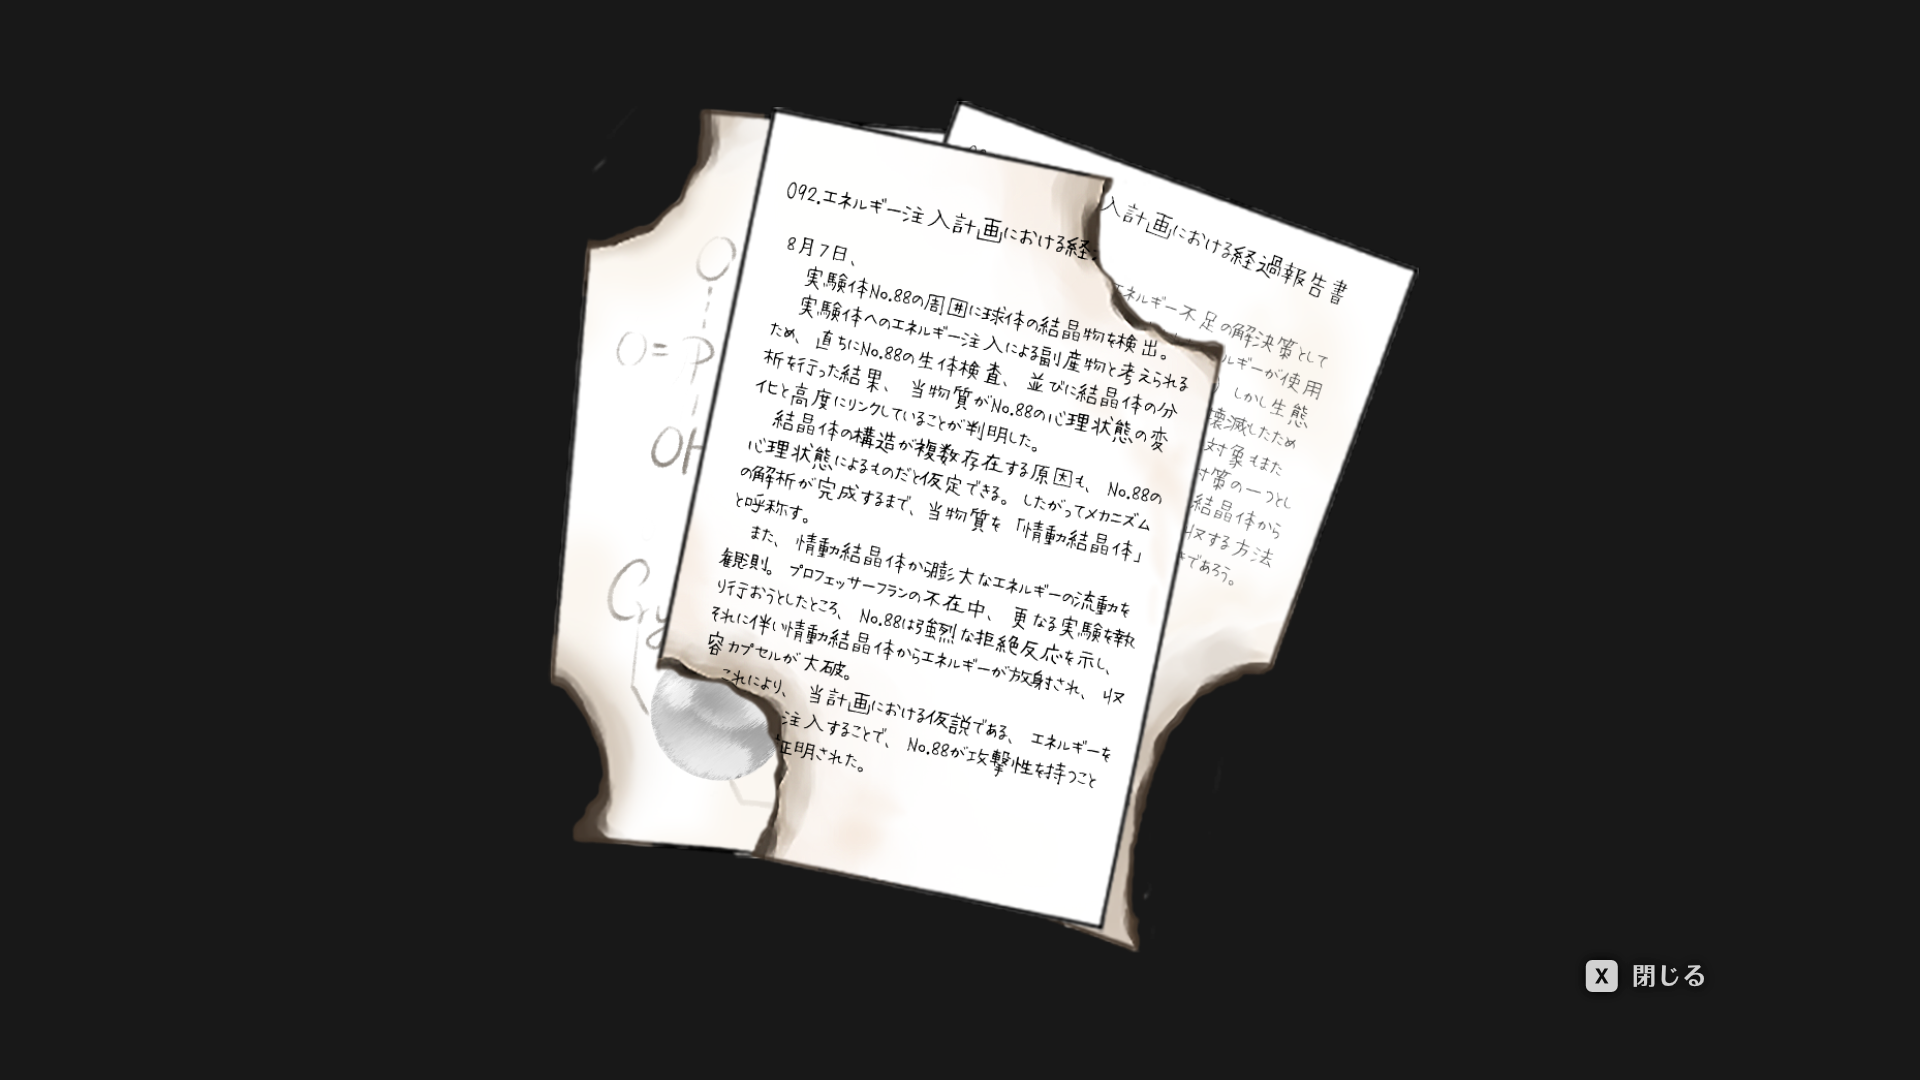 092.エネルギー注入計画における経
8月7日、
実験体No.88の周囲に球体の結晶物を検出。
実験体へのエネルギー注入による副産物と考えられる
ため、直ちにNo.88の生体検査、並びに結晶体の分
析を行った結果、当物質がNo.88の心理状態の変
化と高度にリンクしていることが判明した。
結晶体の構造が複数存在する原因も、No.88の
心理状態によるものだと仮定できる。したがってメカニズム
の解析が完成するまで、当物質を「情動結晶体」
と呼称す。
また、情動結晶体から膨大なエネルギーの流動を
観測。プロフェッサーフランの不在中、更なる実験を執
り行おうとしたところ、No.88は強烈な拒絶反応を示し、
それに伴い情動結晶体からエネルギーが放射され、収
容カプセルが大破。
これにより、当計画における仮説である、エネルギーを
注入することで、No.88が攻撃性を持つこと
証明された。
入計画における経過報告書
エネルギー不足の解決策として
ルギーが使用
しかし生態
壊滅したため
対象もまた
対策の一つとし
結晶体から
収する方法
であろう。
O
O=P
OH
Cry
X 閉じる